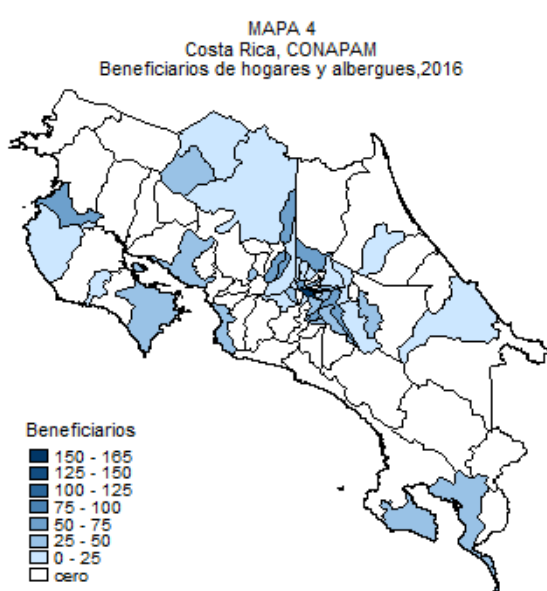 MAPA 4
Costa Rica, CONAPAM
Beneficiarios de hogares y albergues,2016
Beneficiarios
150 - 165
125 - 150
100 - 125
75 - 100
50 - 75
25 - 50
0 - 25
cero